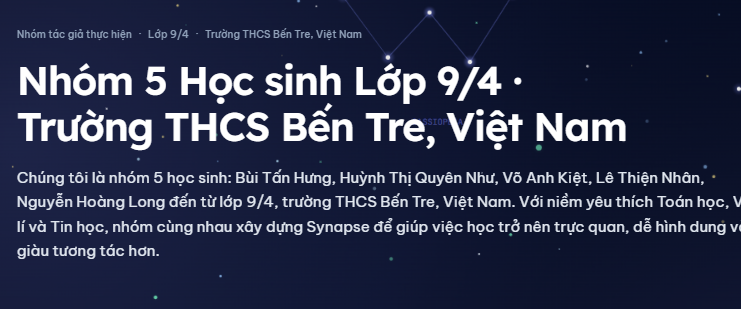 Nhóm tác giả thực hiện · Lớp 9/4 · Trường THCS Bến Tre, Việt Nam
Nhóm 5 Học sinh Lớp 9/4 ·
Trường THCS Bến Tre, Việt Nam
Chúng tôi là nhóm 5 học sinh: Bùi Tấn Hưng, Huỳnh Thị Quyên Như, Võ Anh Kiệt, Lê Thiện Nhân,
Nguyễn Hoàng Long đến từ lớp 9/4, trường THCS Bến Tre, Việt Nam. Với niềm yêu thích Toán học,
lí và Tin học, nhóm cùng nhau xây dựng Synapse để giúp việc học trở nên trực quan, dễ hình dung
giàu tương tác hơn.